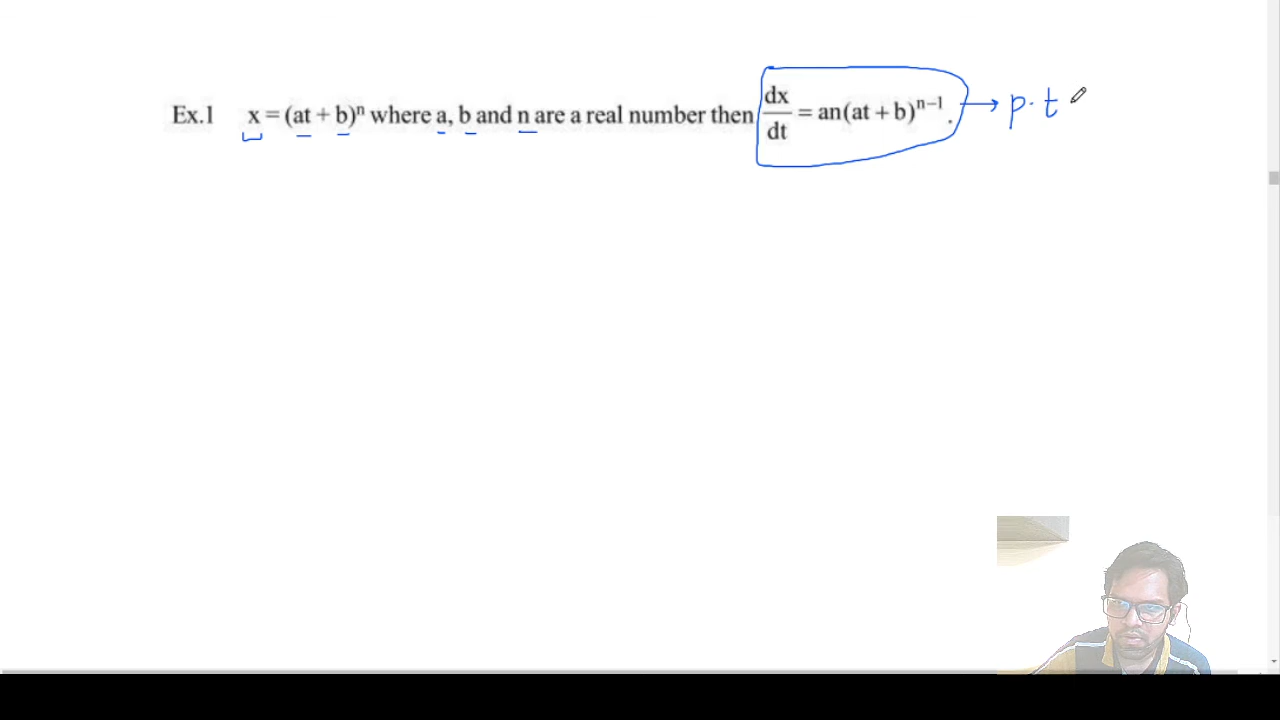 Ex.1 x = (at + b)ⁿ where a, b and n are a real number then dx/dt = an(at + b)ⁿ⁻¹. → p. t